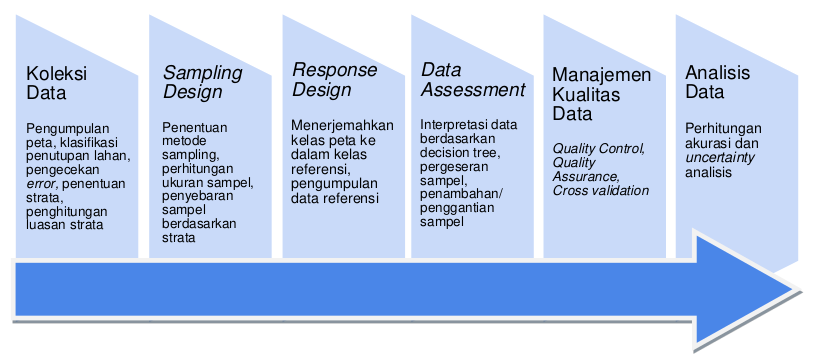 Koleksi
Data
Pengumpulan
peta, klasifikasi
penutupan lahan,
pengecekan
error, penentuan
strata,
penghitungan
luasan strata
Sampling
Design
Penentuan
metode
sampling,
perhitungan
ukuran sampel,
penyebaran
sampel
berdasarkan
strata
Response
Design
Menerjemahkan
kelas peta ke
dalam kelas
referensi,
pengumpulan
data referensi
Data
Assessment
Interpretasi data
berdasarkan
decision tree,
pergeseran
sampel,
penambahan/
penggantian
sampel
Manajemen
Kualitas
Data
Quality Control,
Quality
Assurance,
Cross validation
Analisis
Data
Perhitungan
akurasi dan
uncertainty
analisis